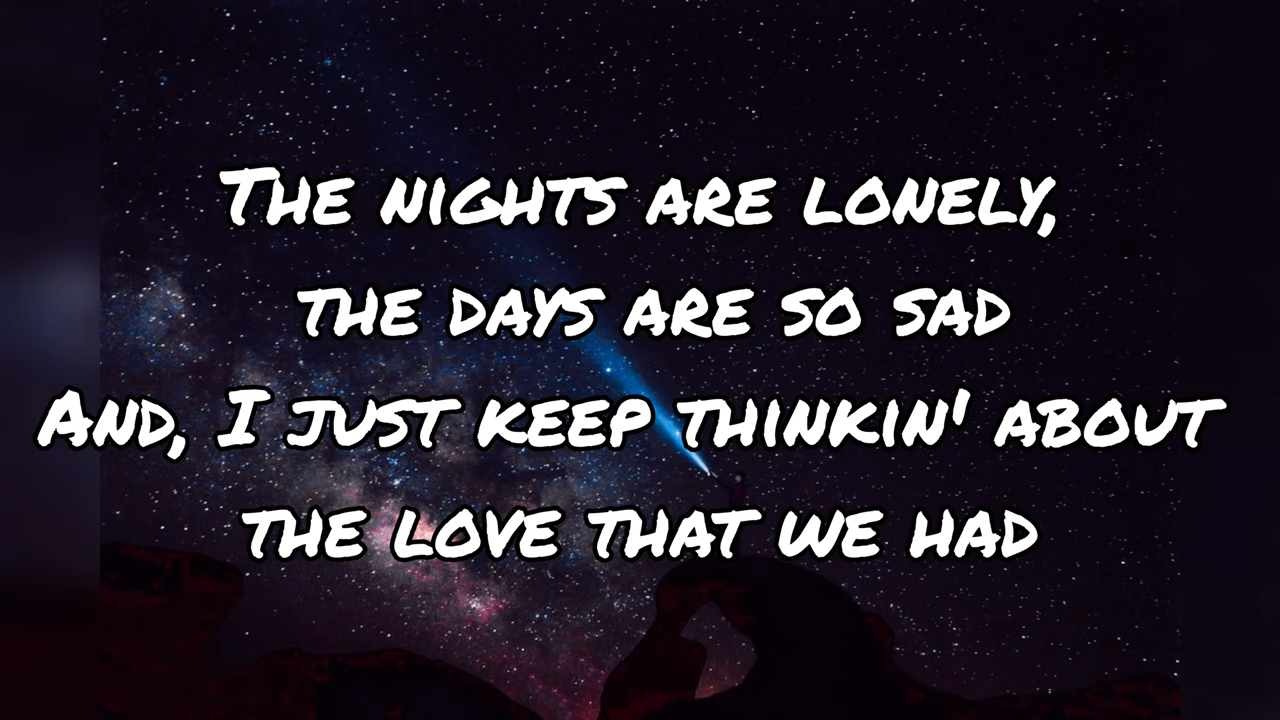 The nights are lonely,
the days are so sad
And, I just keep thinkin' about
the love that we had